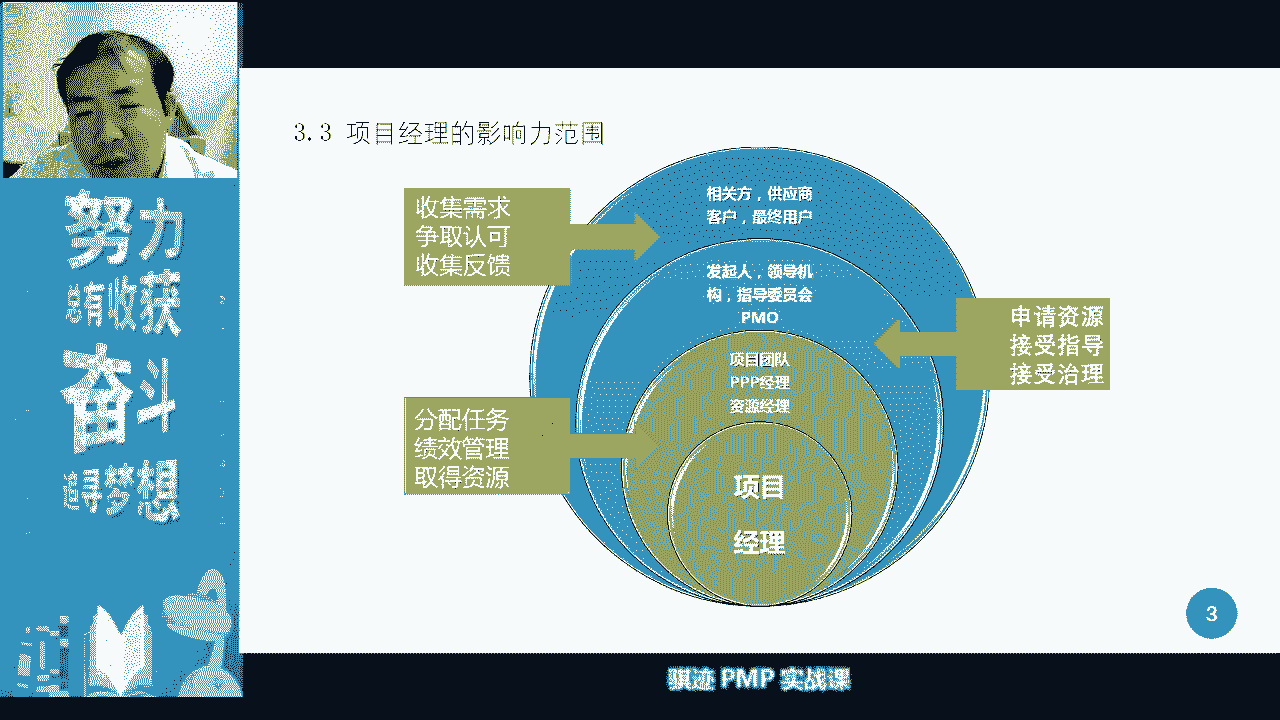 努力
总有收获
奋斗
追寻梦想
3.3 项目经理的影响力范围
收集需求
争取认可
收集反馈
相关方，供应商
客户，最终用户
发起人，领导机
构，指导委员会
PMO
申请资源
接受指导
接受治理
项目团队
PPP经理
资源经理
分配任务
绩效管理
取得资源
项目
经理
3
骐迹 PMP 实战课